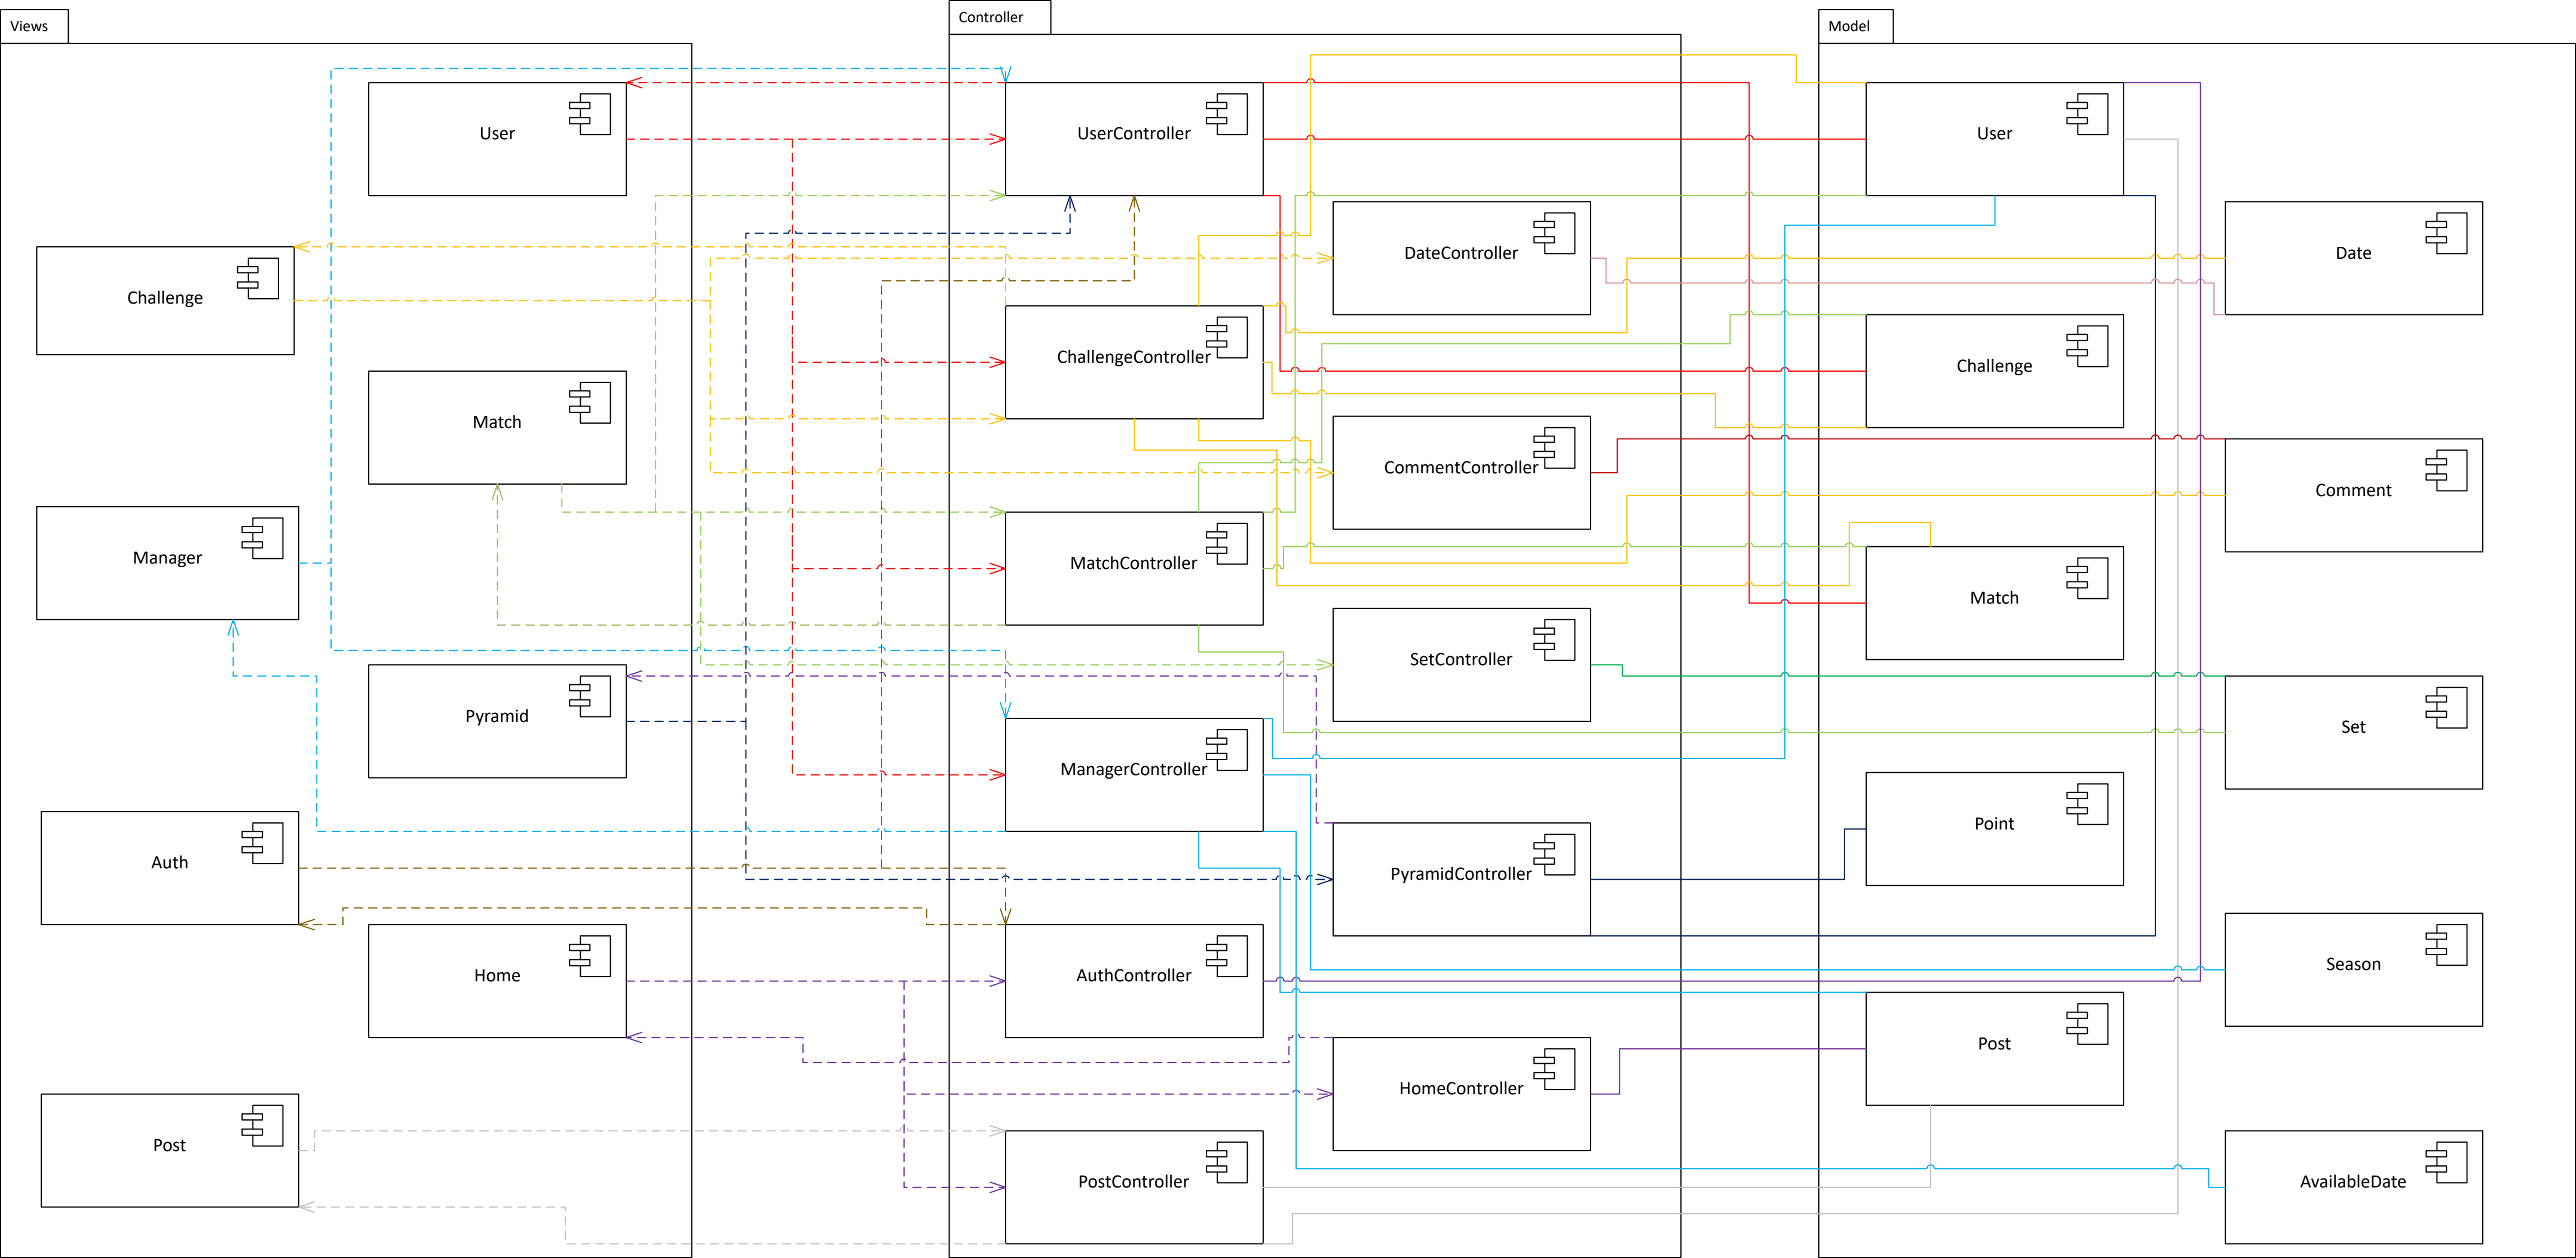 Views
User
Challenge
Match
Manager
Pyramid
Auth
Home
Post
Controller
UserController
DateController
ChallengeController
CommentController
MatchController
SetController
ManagerController
PyramidController
AuthController
HomeController
PostController
Model
User
Date
Challenge
Comment
Match
Set
Point
Season
Post
AvailableDate